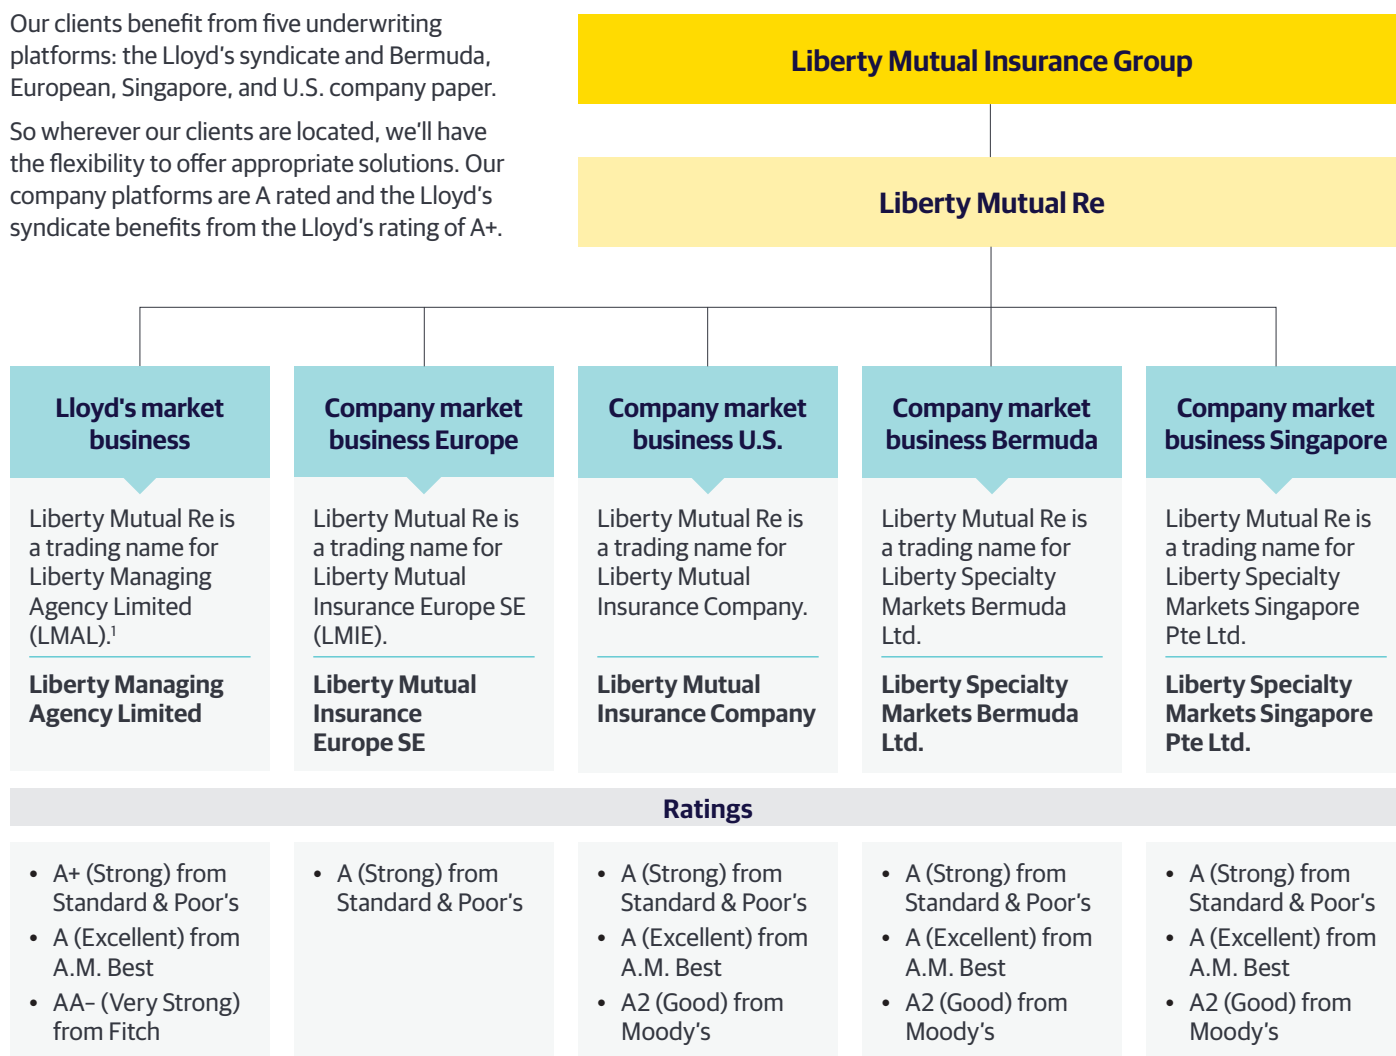 Our clients benefit from five underwriting
platforms: the Lloyd's syndicate and Bermuda,
European, Singapore, and U.S. company paper.
So wherever our clients are located, we'll have
the flexibility to offer appropriate solutions. Our
company platforms are A rated and the Lloyd's
syndicate benefits from the Lloyd's rating of A+.
Liberty Mutual Insurance Group
Liberty Mutual Re
Lloyd's market
business
Liberty Mutual Re is
a trading name for
Liberty Managing
Agency Limited
(LMAL).¹
Liberty Managing
Agency Limited
Company market
business Europe
Liberty Mutual Re is
a trading name for
Liberty Mutual
Insurance Europe SE
(LMIE).
Liberty Mutual
Insurance
Europe SE
Company market
business U.S.
Liberty Mutual Re is
a trading name for
Liberty Mutual
Insurance Company.
Liberty Mutual
Insurance Company
Company market
business Bermuda
Liberty Mutual Re is
a trading name for
Liberty Specialty
Markets Bermuda
Ltd.
Liberty Specialty
Markets Bermuda
Ltd.
Company market
business Singapore
Liberty Mutual Re is
a trading name for
Liberty Specialty
Markets Singapore
Pte Ltd.
Liberty Specialty
Markets Singapore
Pte Ltd.
Ratings
• A+ (Strong) from
Standard & Poor's
• A (Excellent) from
A.M. Best
• AA– (Very Strong)
from Fitch
• A (Strong) from
Standard & Poor's
• A (Strong) from
Standard & Poor's
• A (Excellent) from
A.M. Best
• A2 (Good) from
Moody's
• A (Strong) from
Standard & Poor's
• A (Excellent) from
A.M. Best
• A2 (Good) from
Moody's
• A (Strong) from
Standard & Poor's
• A (Excellent) from
A.M. Best
• A2 (Good) from
Moody's